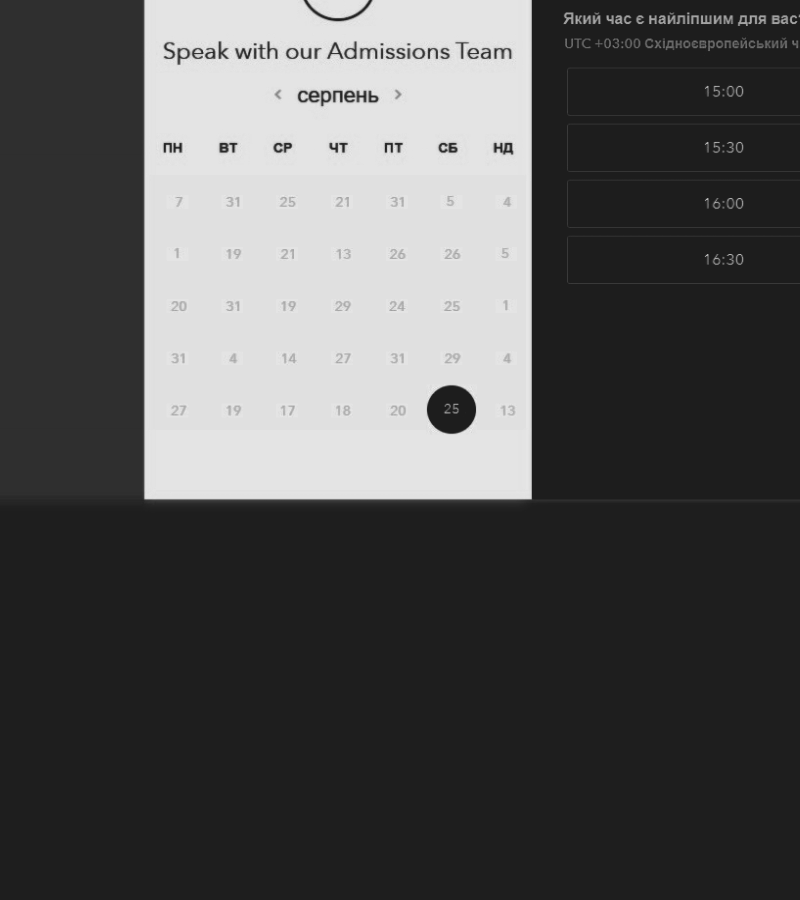 Speak with our Admissions Team
‹ серпень ›
ПН ВТ СР ЧТ ПТ СБ НД
7 31 25 21 31 5 4
1 19 21 13 26 26 5
20 31 19 29 24 25 1
31 4 14 27 31 29 4
27 19 17 18 20 25 13
Який час є найліпшим для вас
UTC +03:00 Східноєвропейський
15:00
15:30
16:00
16:30